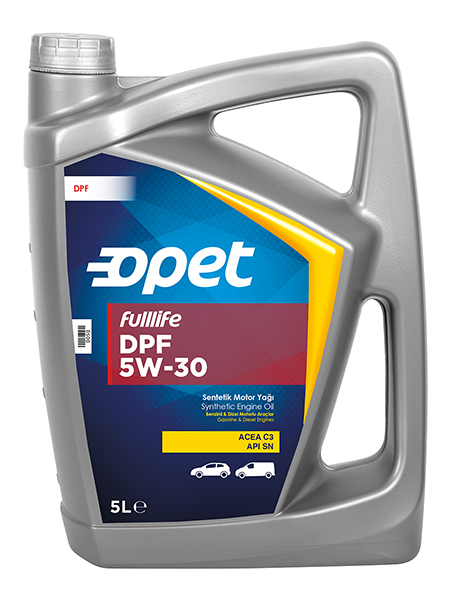 DPF
opet
fulllife
DPF
5W-30
Sentetik Motor Yağı
Synthetic Engine Oil
Benzinli & Dizel Motorlu Araçlar
Gasoline & Diesel Engines
ACEA C3
API SN
5L e